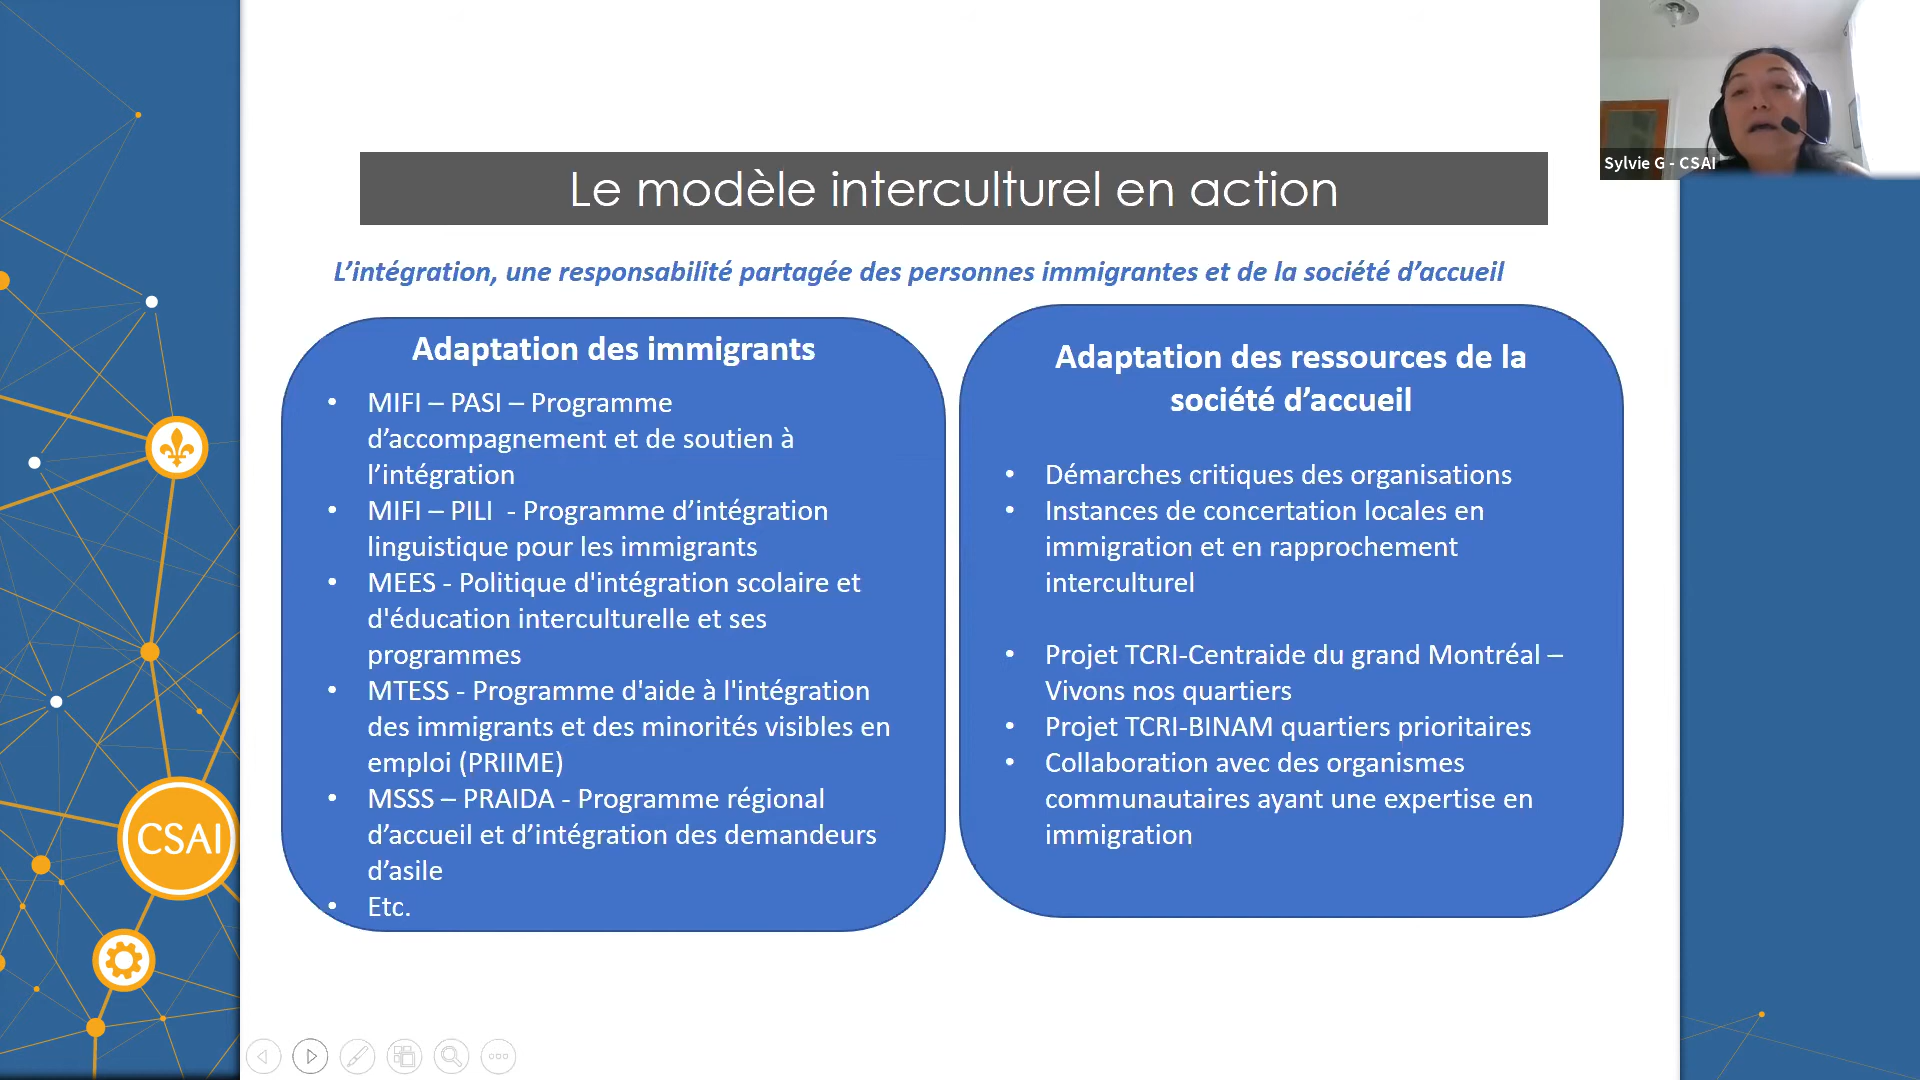 Sylvie G - CSAI
Le modèle interculturel en action
L’intégration, une responsabilité partagée des personnes immigrantes et de la société d’accueil
Adaptation des immigrants
• MIFI – PASI – Programme
d’accompagnement et de soutien à
l’intégration
• MIFI – PILI - Programme d’intégration
linguistique pour les immigrants
• MEES - Politique d'intégration scolaire et
d'éducation interculturelle et ses
programmes
• MTESS - Programme d'aide à l'intégration
des immigrants et des minorités visibles en
emploi (PRIIME)
• MSSS – PRAIDA - Programme régional
d’accueil et d’intégration des demandeurs
d’asile
• Etc.
Adaptation des ressources de la
société d’accueil
• Démarches critiques des organisations
• Instances de concertation locales en
immigration et en rapprochement
interculturel
• Projet TCRI-Centraide du grand Montréal –
Vivons nos quartiers
• Projet TCRI-BINAM quartiers prioritaires
• Collaboration avec des organismes
communautaires ayant une expertise en
immigration
CSAI